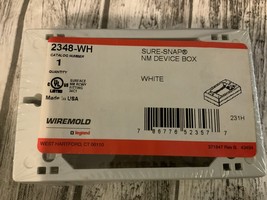 2348-WH
CATALOG NUMBER
1
QUANTITY
SURE-SNAP®
NM DEVICE BOX
WHITE
LISTED
MADE IN USA
WIREMOLD
legrand
WEST HARTFORD, CT 06110
231H